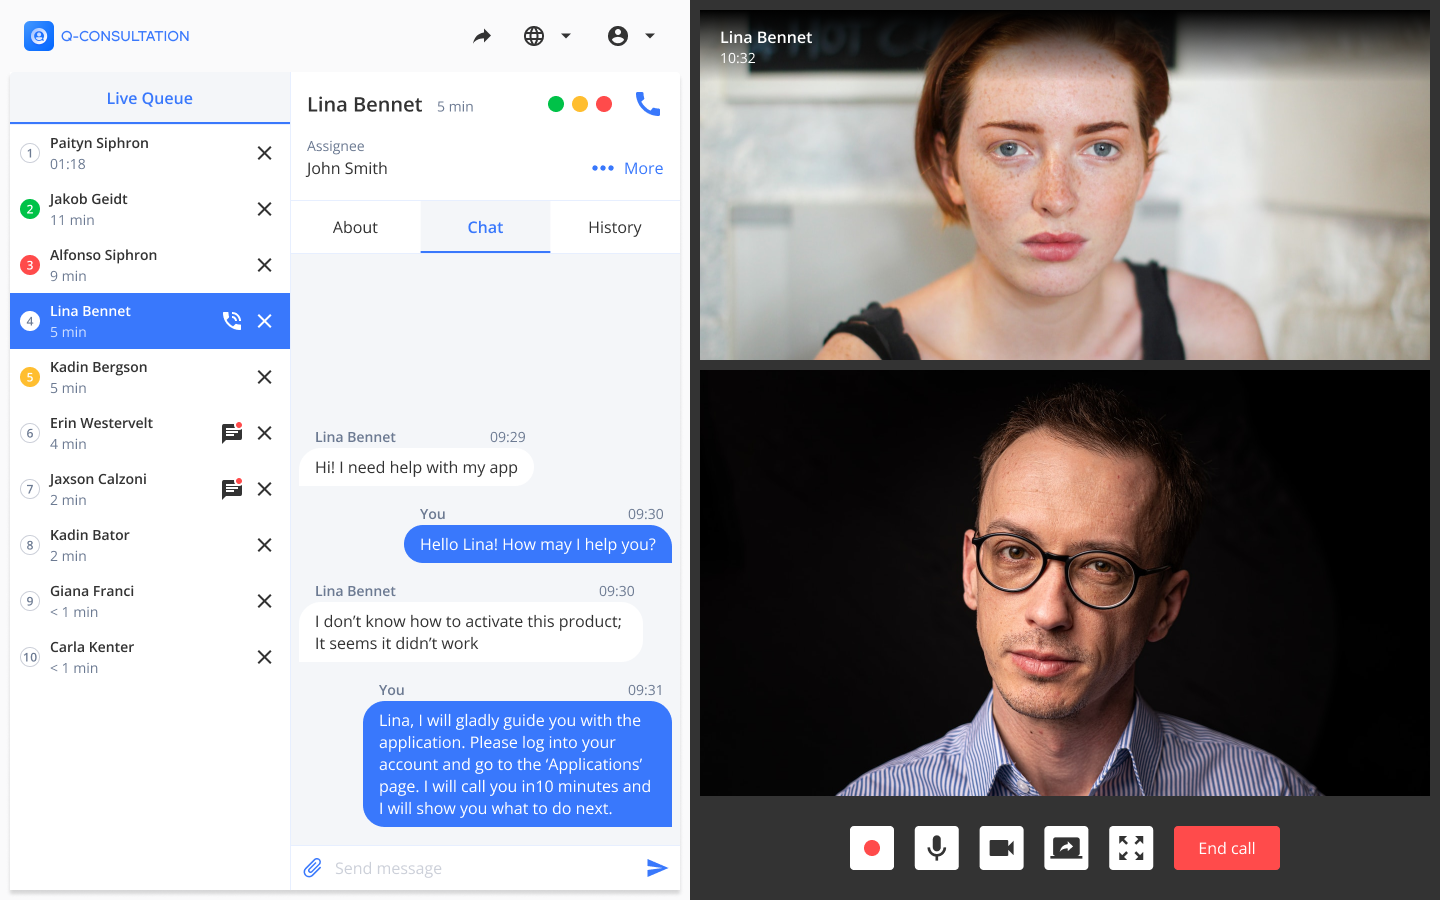 Q-CONSULTATION
Live Queue
1
Paityn Siphron
01:18
2
Jakob Geidt
11 min
3
Alfonso Siphron
9 min
4
Lina Bennet
5 min
5
Kadin Bergson
5 min
6
Erin Westervelt
4 min
7
Jaxson Calzoni
2 min
8
Kadin Bator
2 min
9
Giana Franci
< 1 min
10
Carla Kenter
< 1 min
Lina Bennet 5 min
Assignee
John Smith
••• More
About Chat History
Lina Bennet 09:29
Hi! I need help with my app
You 09:30
Hello Lina! How may I help you?
Lina Bennet 09:30
I don’t know how to activate this product;
It seems it didn’t work
You 09:31
Lina, I will gladly guide you with the
application. Please log into your
account and go to the ‘Applications’
page. I will call you in10 minutes and
I will show you what to do next.
Send message
Lina Bennet
10:32
End call